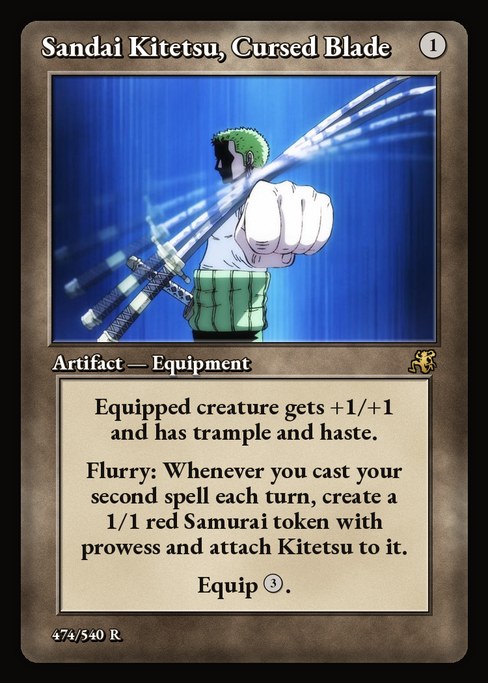 Sandai Kitetsu, Cursed Blade 1
Artifact — Equipment
Equipped creature gets +1/+1
and has trample and haste.
Flurry: Whenever you cast your
second spell each turn, create a
1/1 red Samurai token with
prowess and attach Kitetsu to it.
Equip 3.
474/540 R